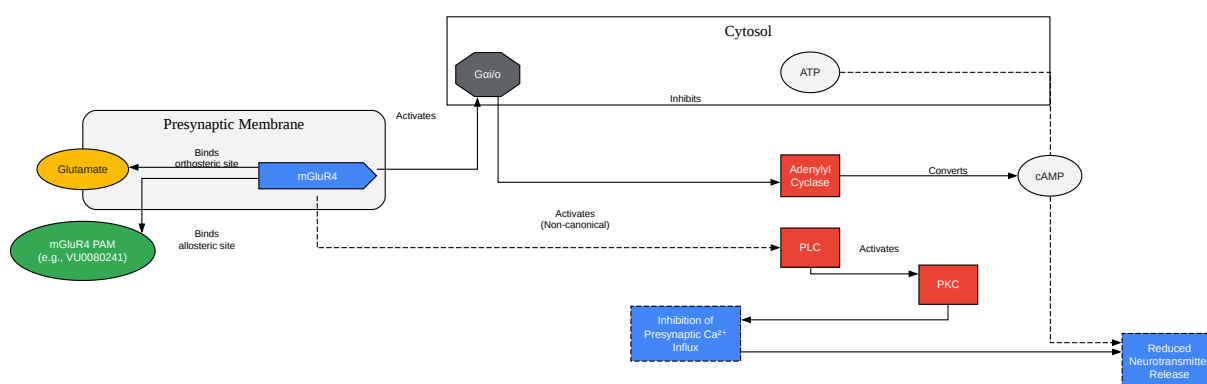 Cytosol
Gαi/o
ATP
Inhibits
Activates
Presynaptic Membrane
Binds
orthosteric site
Glutamate
mGluR4
Adenylyl
Cyclase
Converts
cAMP
mGluR4 PAM
(e.g., VU0080241)
Binds
allosteric site
Activates
(Non-canonical)
PLC
Activates
PKC
Inhibition of
Presynaptic Ca²⁺
Influx
Reduced
Neurotransmitte
Release